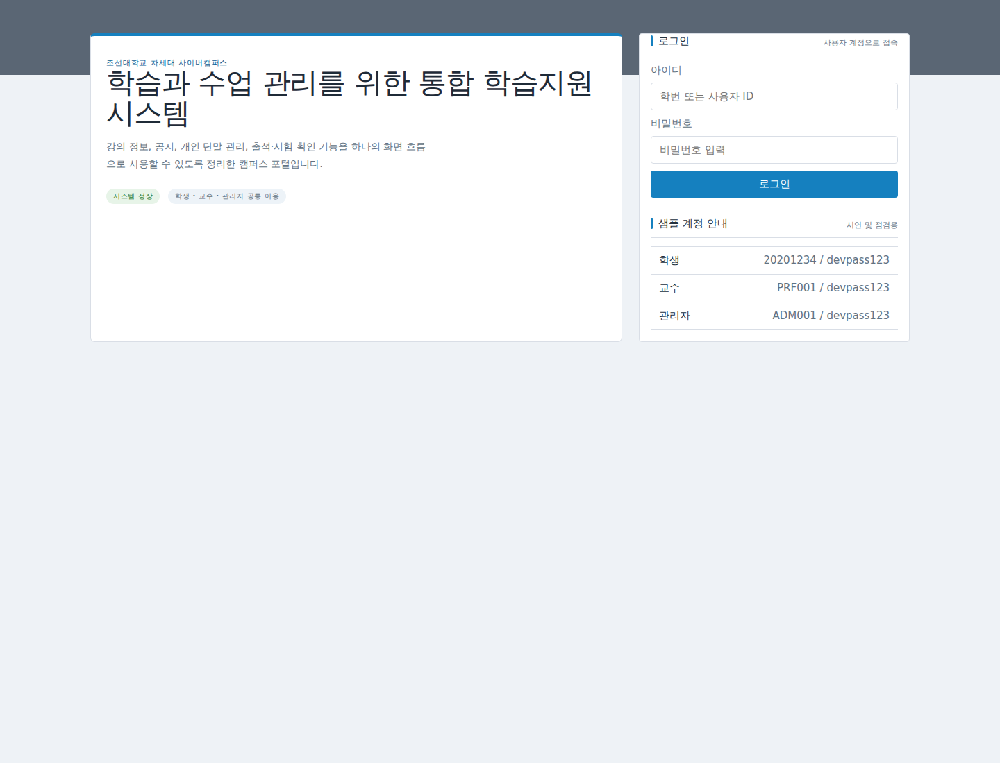 조선대학교 차세대 사이버캠퍼스
학습과 수업 관리를 위한 통합 학습지원
시스템
강의 정보, 공지, 개인 단말 관리, 출석·시험 확인 기능을 하나의 화면 흐름
으로 사용할 수 있도록 정리한 캠퍼스 포털입니다.
시스템 정상
학생 · 교수 · 관리자 공통 이용
로그인
사용자 계정으로 접속
아이디
학번 또는 사용자 ID
비밀번호
비밀번호 입력
로그인
샘플 계정 안내
시연 및 점검용
학생 20201234 / devpass123
교수 PRF001 / devpass123
관리자 ADM001 / devpass123